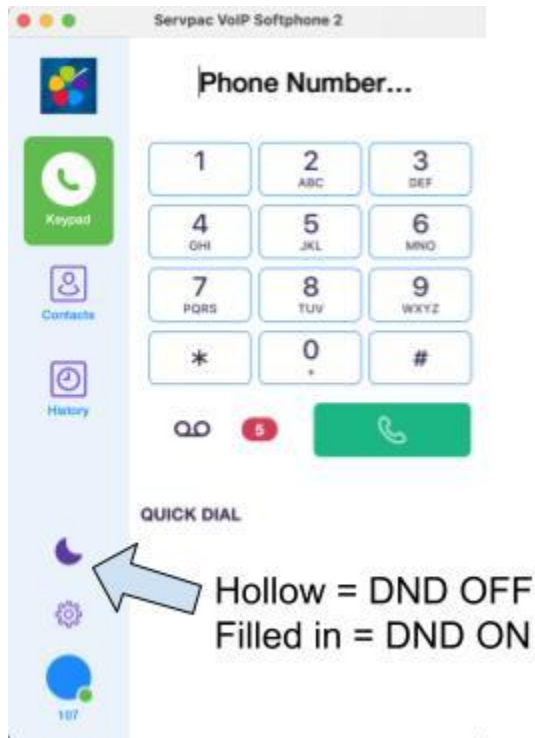 Servpac VoIP Softphone 2
Phone Number...
Keypad
1
2
ABC
3
DEF
4
GHI
5
JKL
6
MNO
7
PQRS
8
TUV
9
WXYZ
*
0
+
#
Contacts
History
5
QUICK DIAL
Hollow = DND OFF
Filled in = DND ON
107